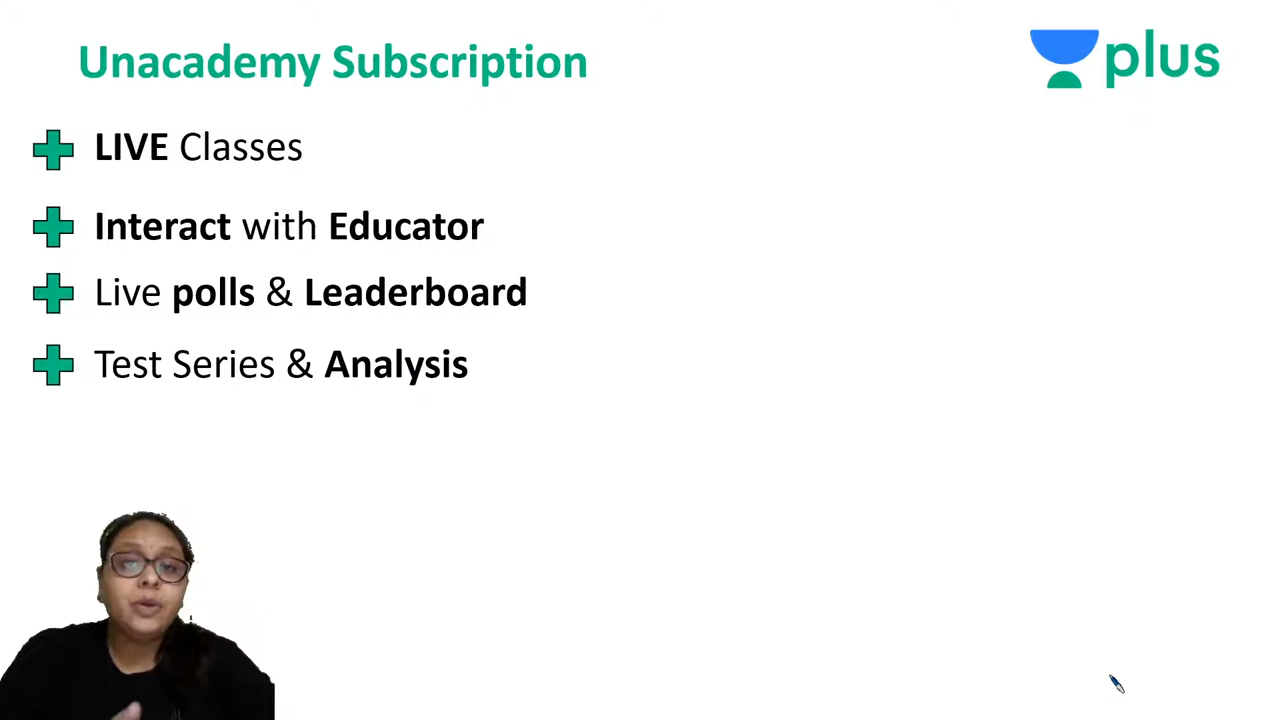 Unacademy Subscription
plus
LIVE Classes
Interact with Educator
Live polls & Leaderboard
Test Series & Analysis